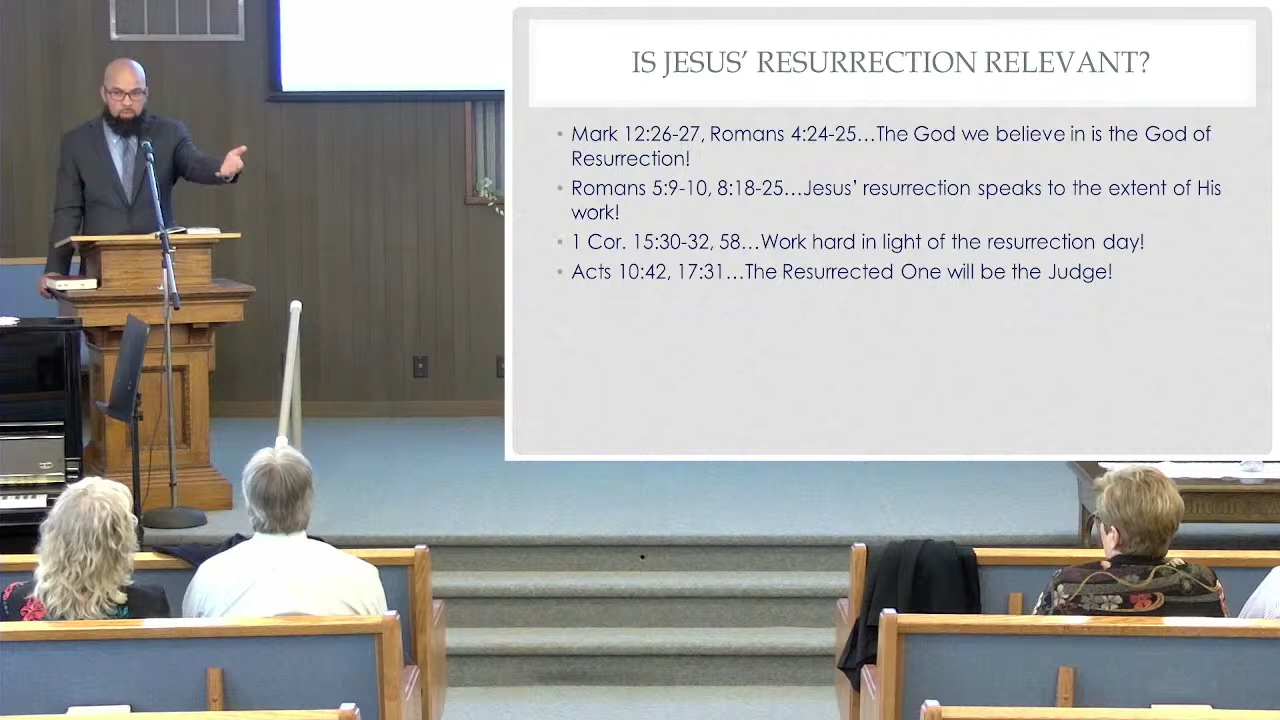 IS JESUS’ RESURRECTION RELEVANT?
• Mark 12:26-27, Romans 4:24-25…The God we believe in is the God of
Resurrection!
• Romans 5:9-10, 8:18-25…Jesus’ resurrection speaks to the extent of His
work!
• 1 Cor. 15:30-32, 58…Work hard in light of the resurrection day!
• Acts 10:42, 17:31…The Resurrected One will be the Judge!